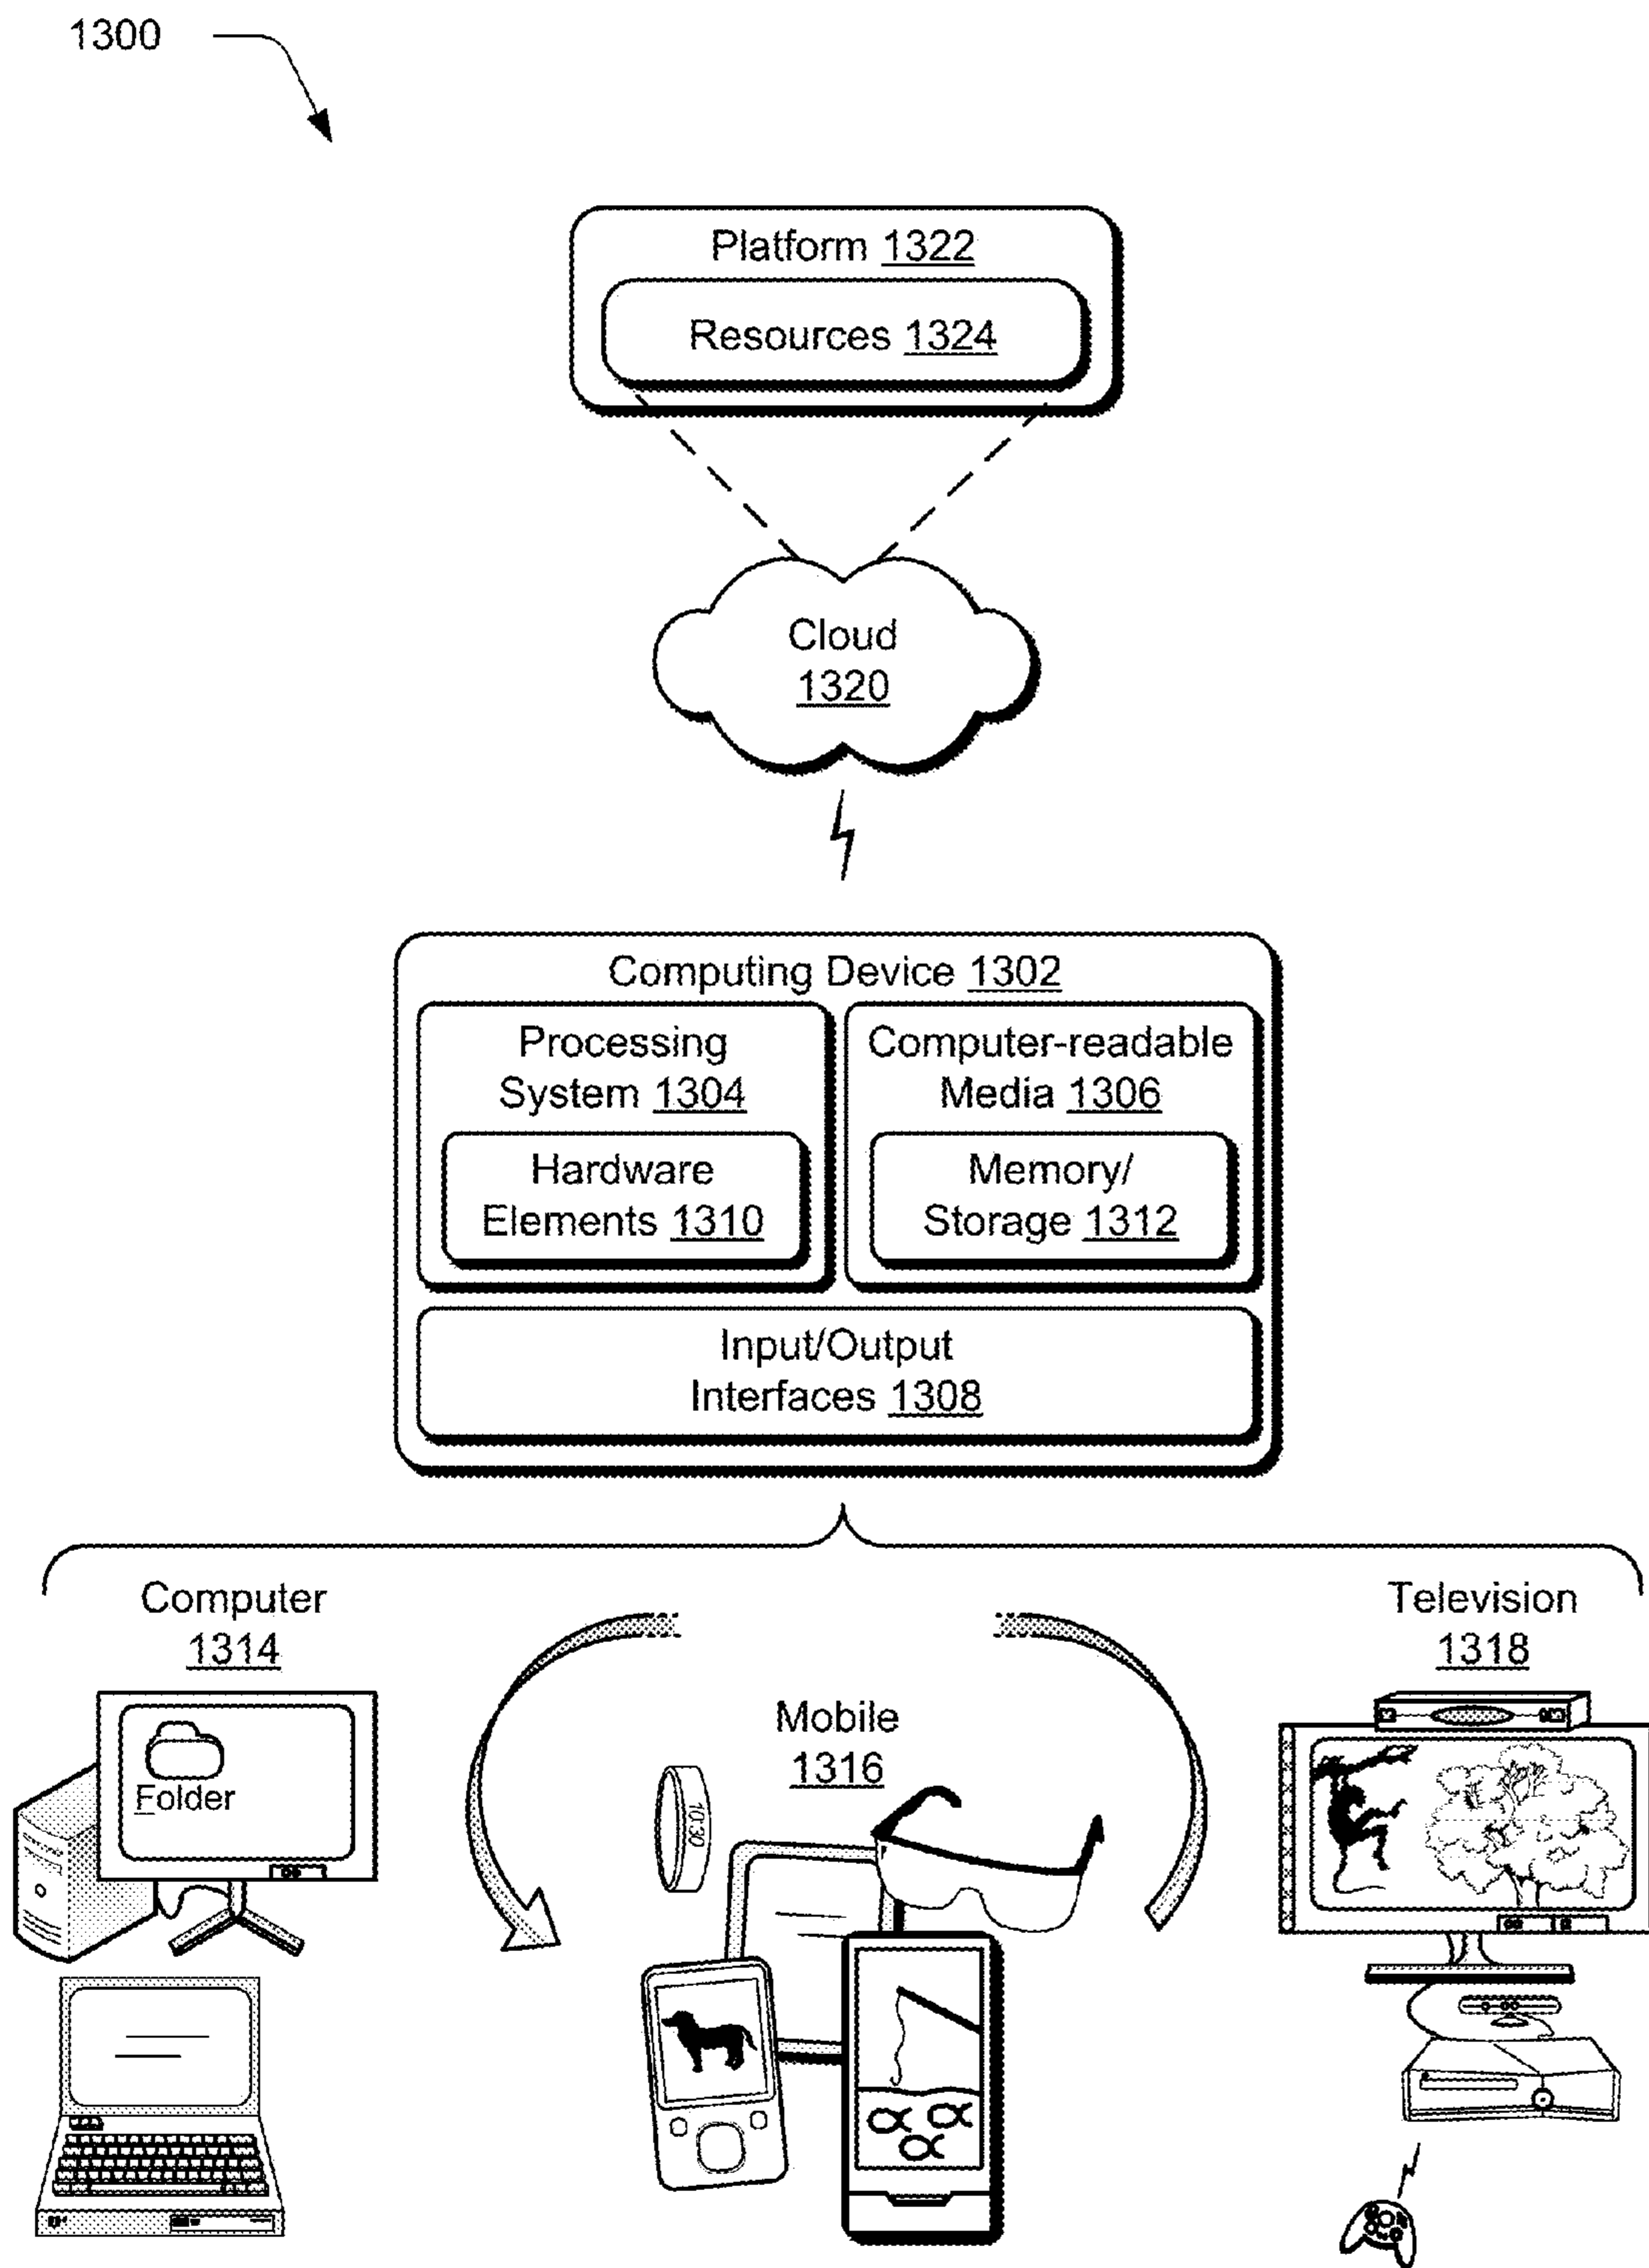 1300
Platform 1322
Resources 1324
Cloud
1320
Computing Device 1302
Processing
System 1304
Hardware
Elements 1310
Computer-readable
Media 1306
Memory/
Storage 1312
Input/Output
Interfaces 1308
Computer
1314
Folder
Mobile
1316
10:30
Television
1318